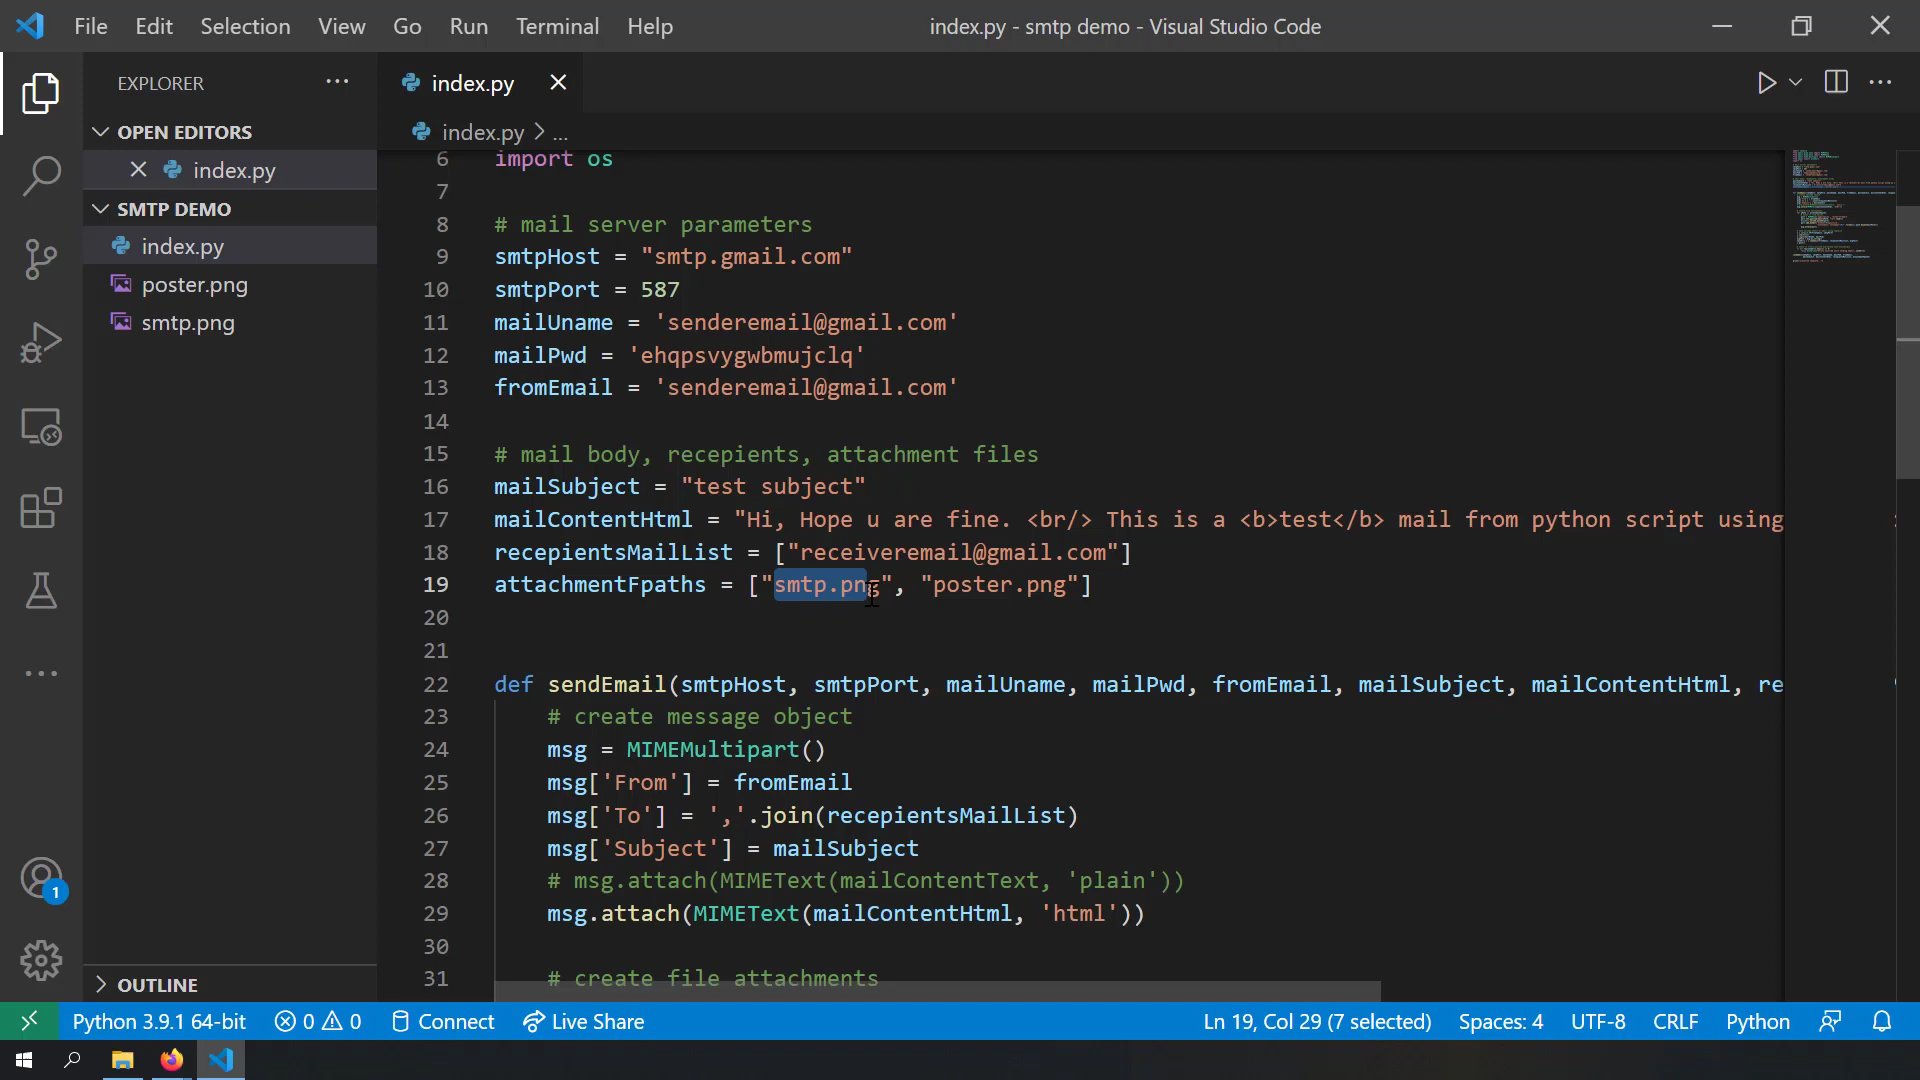 File Edit Selection View Go Run Terminal Help
index.py - smtp demo - Visual Studio Code
EXPLORER
OPEN EDITORS
index.py
SMTP DEMO
index.py
poster.png
smtp.png
OUTLINE
1
index.py
index.py > ...
6 import os
7
8 # mail server parameters
9 smtpHost = "smtp.gmail.com"
10 smtpPort = 587
11 mailUname = 'senderemail@gmail.com'
12 mailPwd = 'ehqpsvygwbmujclq'
13 fromEmail = 'senderemail@gmail.com'
14
15 # mail body, recepients, attachment files
16 mailSubject = "test subject"
17 mailContentHtml = "Hi, Hope u are fine. <br/> This is a <b>test</b> mail from python script using
18 recepientsMailList = ["receiveremail@gmail.com"]
19 attachmentFpaths = ["smtp.png", "poster.png"]
20
21
22 def sendEmail(smtpHost, smtpPort, mailUname, mailPwd, fromEmail, mailSubject, mailContentHtml, re
23 # create message object
24 msg = MIMEMultipart()
25 msg['From'] = fromEmail
26 msg['To'] = ','.join(recepientsMailList)
27 msg['Subject'] = mailSubject
28 # msg.attach(MIMEText(mailContentText, 'plain'))
29 msg.attach(MIMEText(mailContentHtml, 'html'))
30
31 # create file attachments
Python 3.9.1 64-bit 0 0 Connect Live Share Ln 19, Col 29 (7 selected) Spaces: 4 UTF-8 CRLF Python